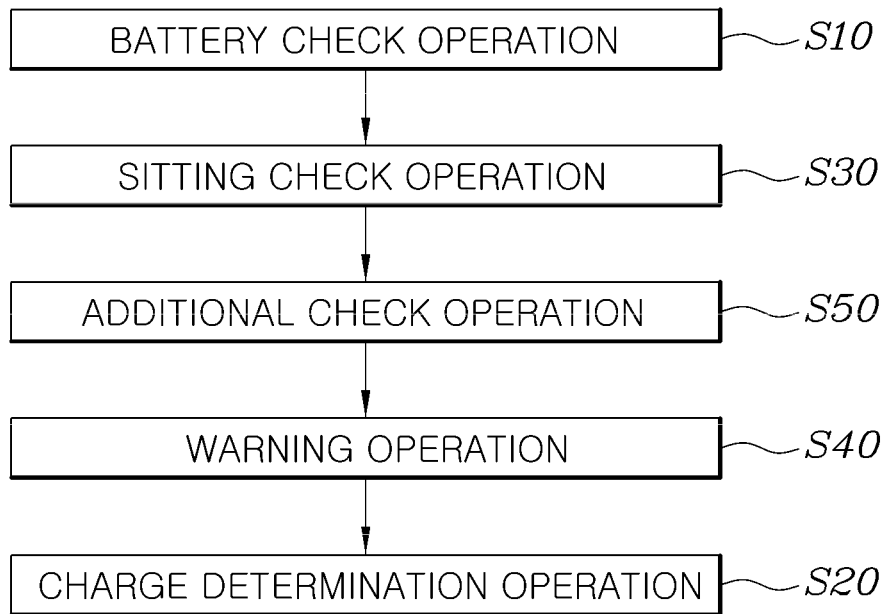 BATTERY CHECK OPERATION S10
SITTING CHECK OPERATION S30
ADDITIONAL CHECK OPERATION S50
WARNING OPERATION S40
CHARGE DETERMINATION OPERATION S20